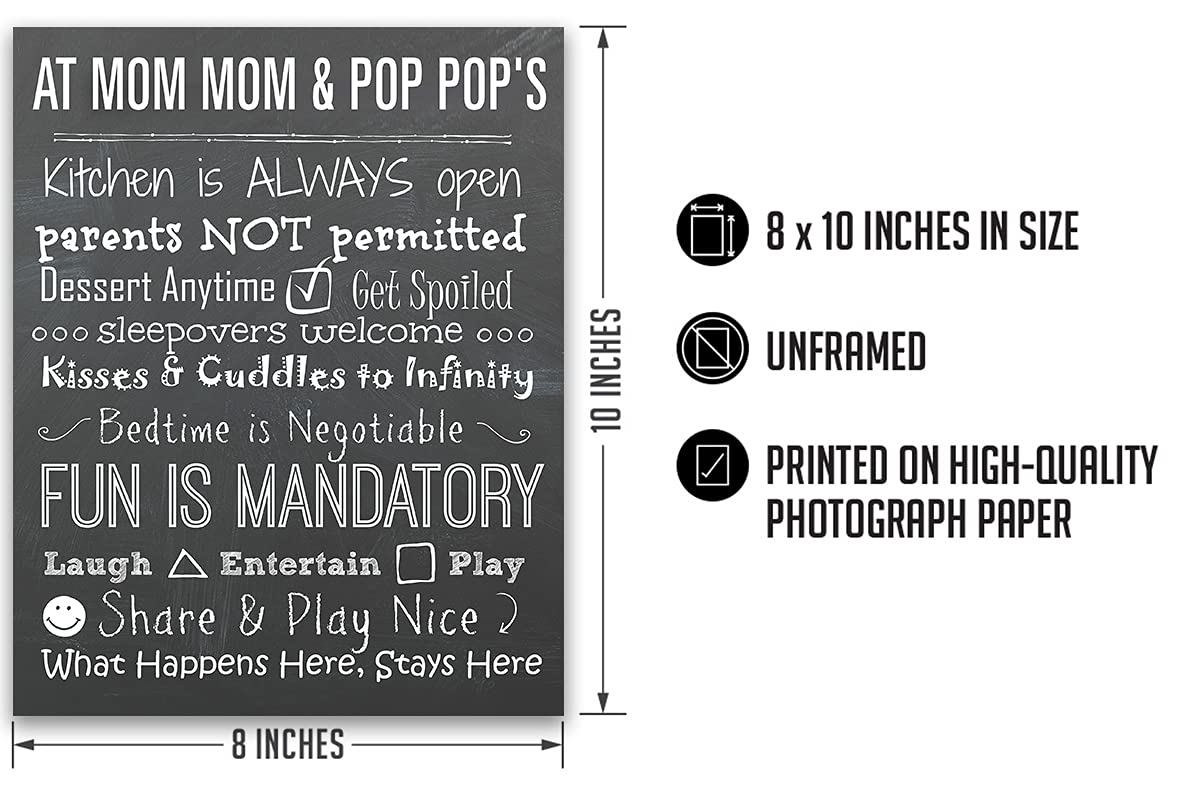 AT MOM MOM & POP POP'S
Kitchen is ALWAYS open
parents NOT permitted
Dessert Anytime Get Spoiled
sleepovers welcome
Kisses & Cuddles to Infinity
Bedtime is Negotiable
FUN IS MANDATORY
Laugh Entertain Play
Share & Play Nice
What Happens Here, Stays Here
8 INCHES
10 INCHES
8 x 10 INCHES IN SIZE
UNFRAMED
PRINTED ON HIGH-QUALITY
PHOTOGRAPH PAPER